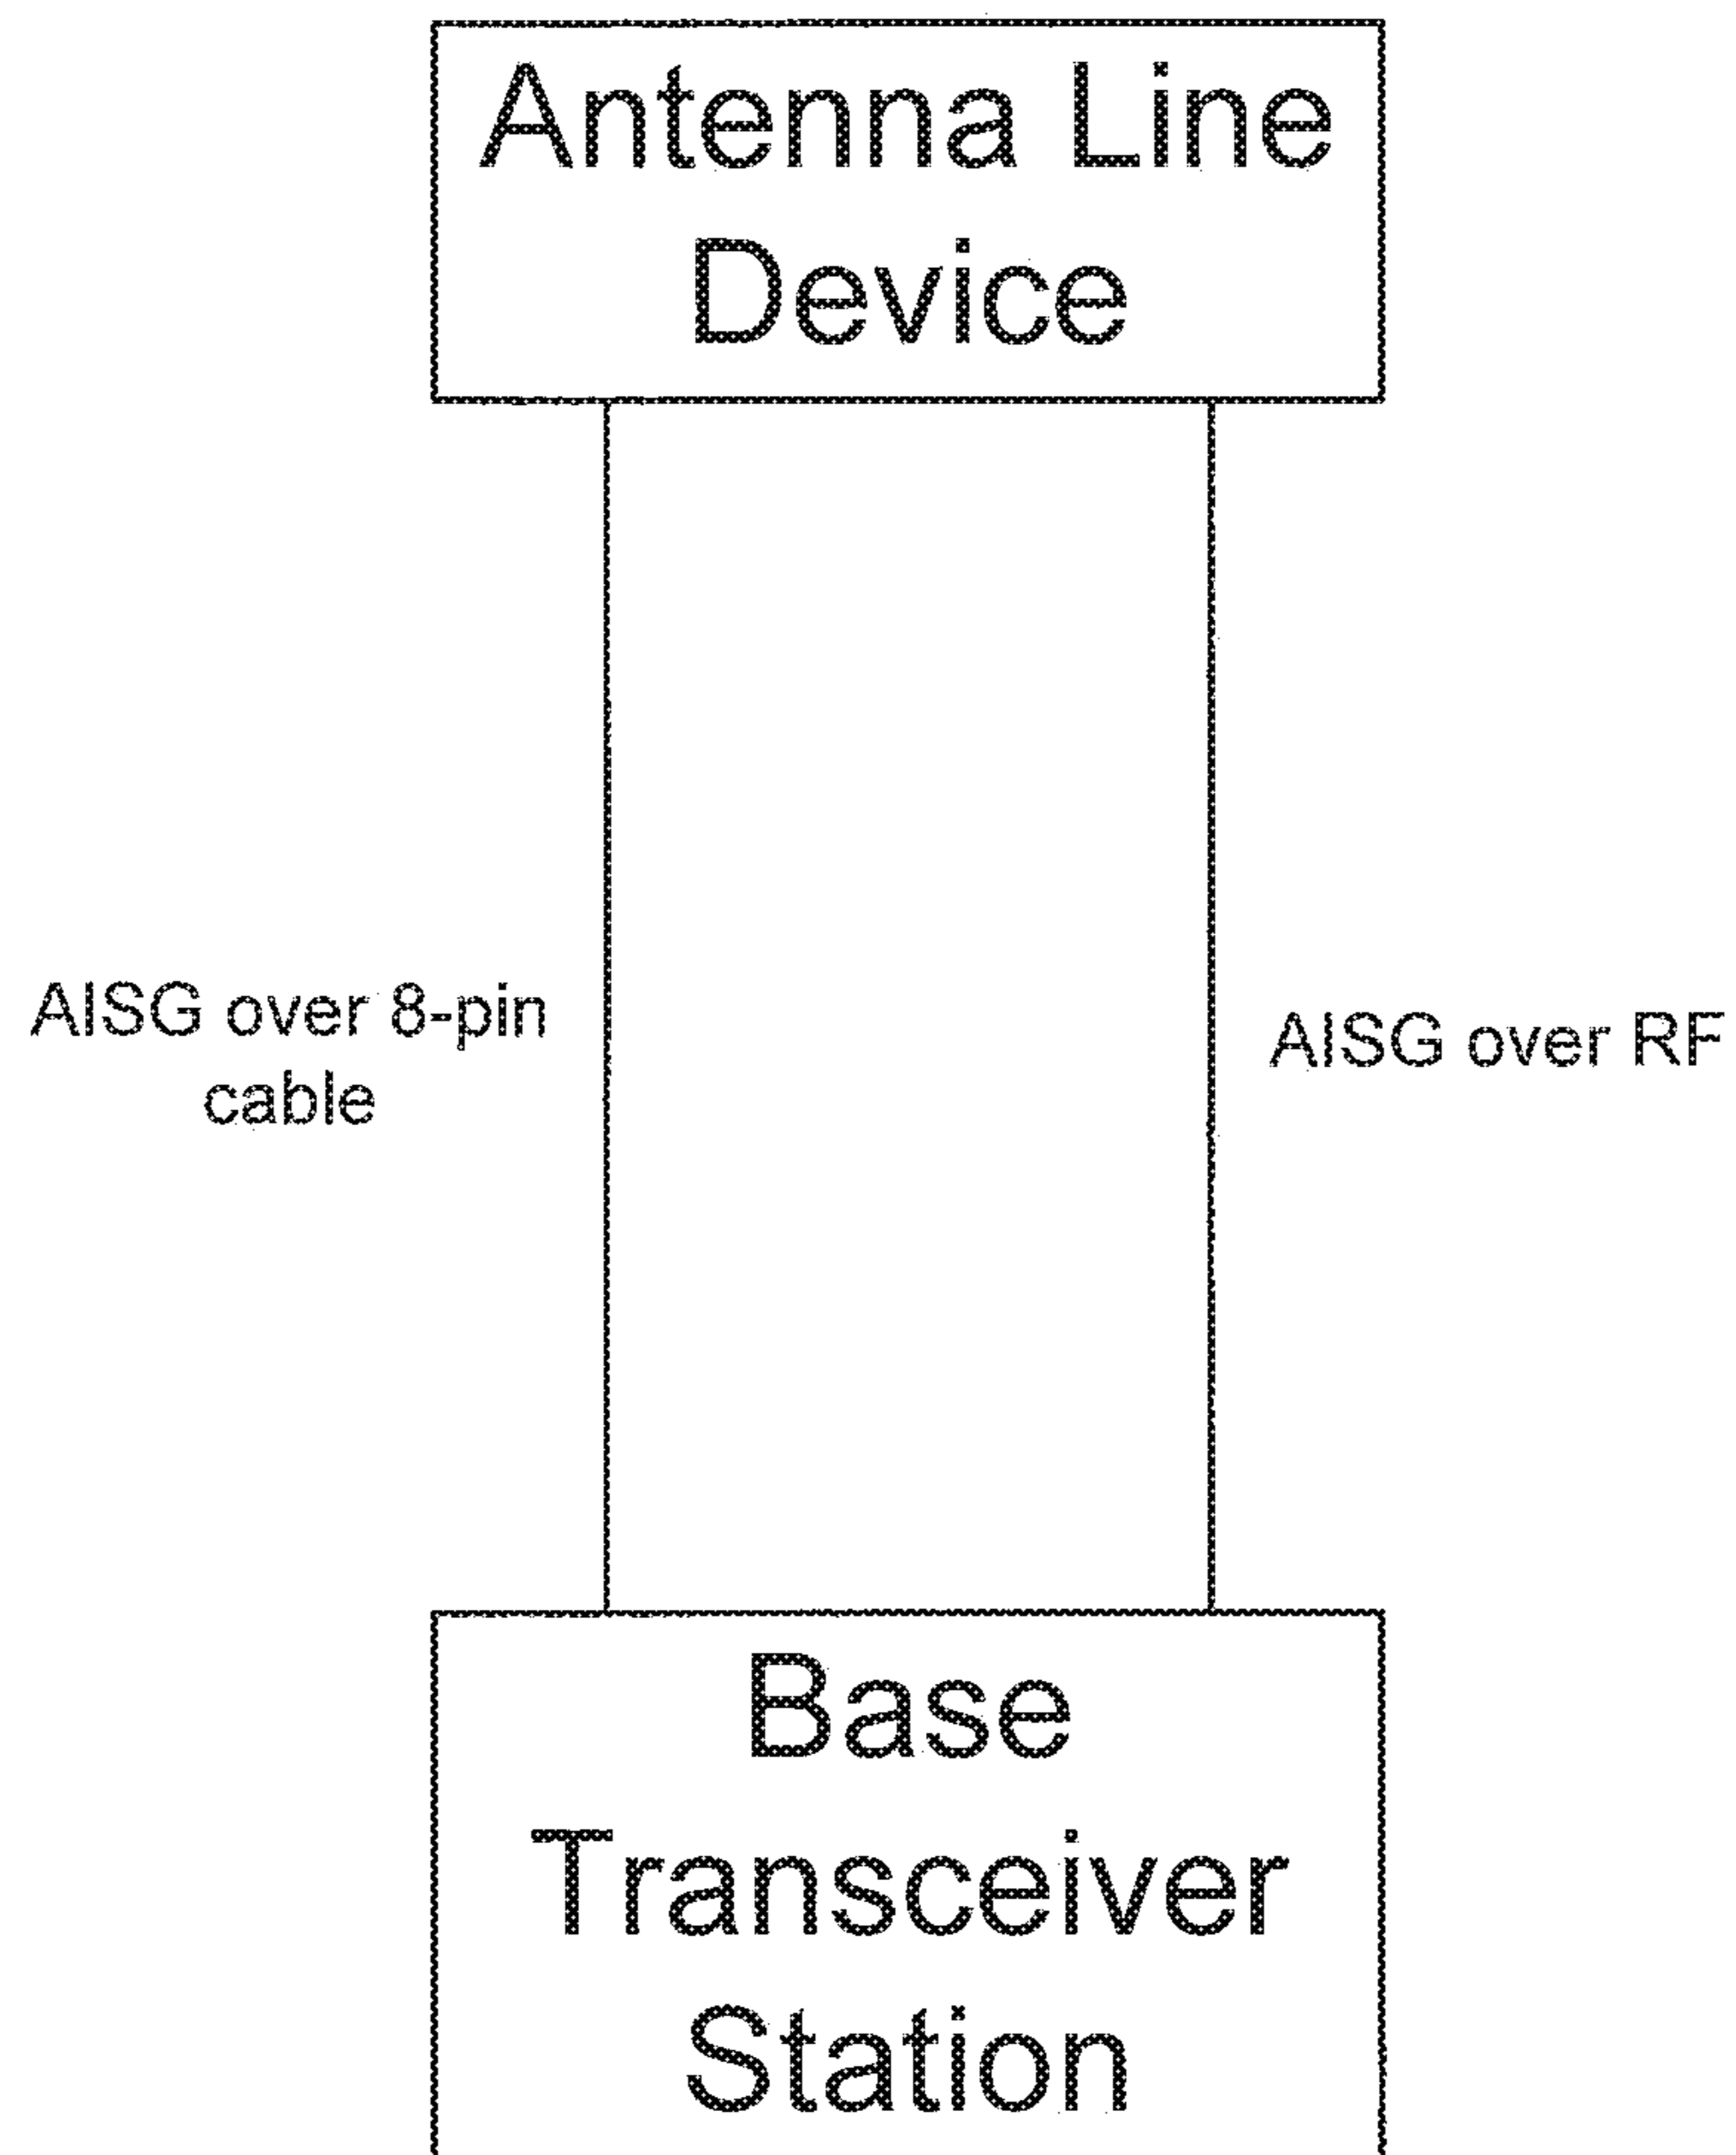 Antenna Line
Device
AISG over 8-pin
cable
AISG over RF
Base
Transceiver
Station